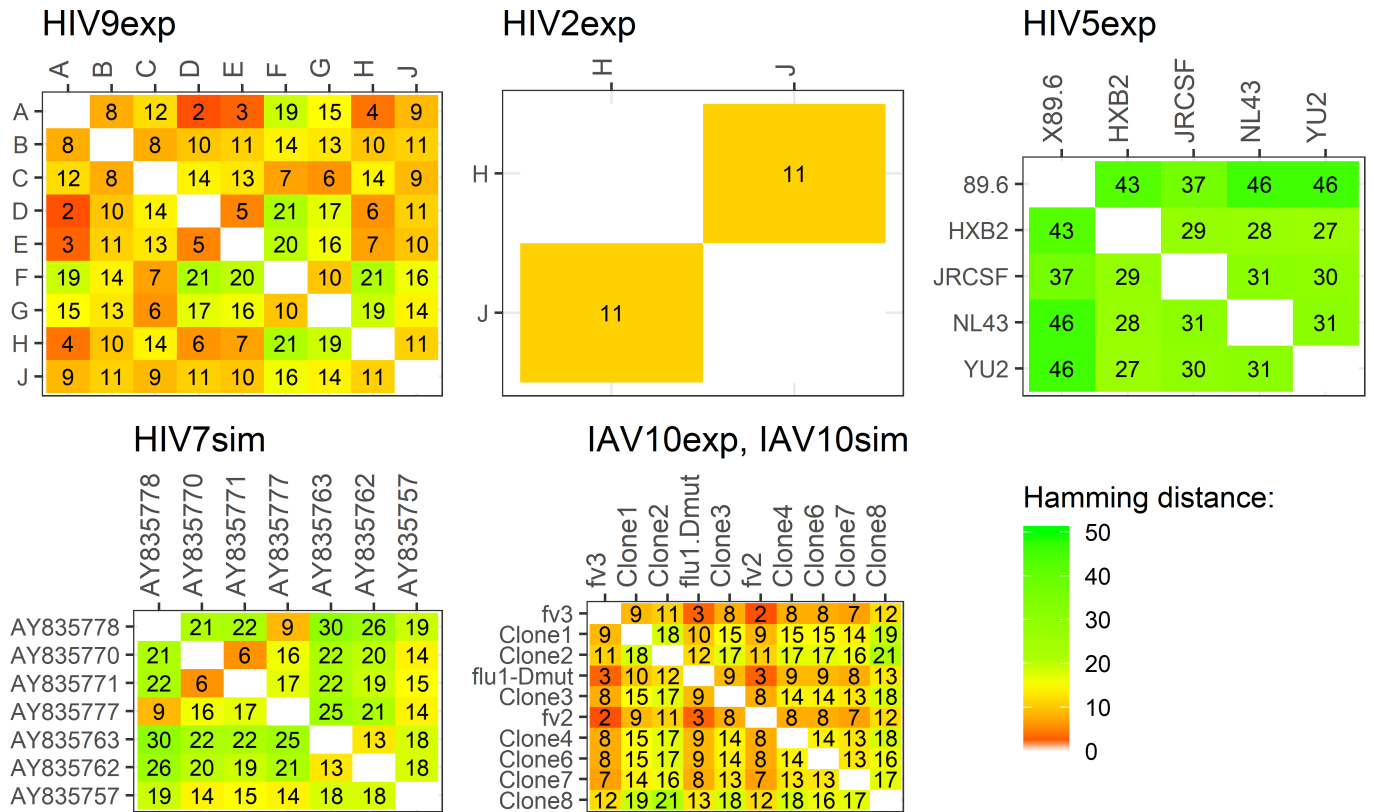 HIV9exp
A B C D E F G H J
A 8 12 2 3 19 15 4 9
B 8 8 10 11 14 13 10 11
C 12 8 14 13 7 6 14 9
D 2 10 14 5 21 17 6 11
E 3 11 13 5 20 16 7 10
F 19 14 7 21 20 10 21 16
G 15 13 6 17 16 10 19 14
H 4 10 14 6 7 21 19 11
J 9 11 9 11 10 16 14 11
HIV2exp
H J
H 11
J 11
HIV5exp
X89.6 HXB2 JRCSF NL43 YU2
89.6 43 37 46 46
HXB2 43 29 28 27
JRCSF 37 29 31 30
NL43 46 28 31 31
YU2 46 27 30 31
HIV7sim
AY835778 AY835770 AY835771 AY835777 AY835763 AY835762 AY835757
AY835778 21 22 9 30 26 19
AY835770 21 6 16 22 20 14
AY835771 22 6 17 22 19 15
AY835777 9 16 17 25 21 14
AY835763 30 22 22 25 13 18
AY835762 26 20 19 21 13 18
AY835757 19 14 15 14 18 18
IAV10exp, IAV10sim
fv3 Clone1 Clone2 flu1.Dmut Clone3 fv2 Clone4 Clone6 Clone7 Clone8
fv3 9 11 3 8 2 8 8 7 12
Clone1 9 18 10 15 9 15 15 14 19
Clone2 11 18 12 17 11 17 17 16 21
flu1-Dmut 3 10 12 9 3 9 9 8 13
Clone3 8 15 17 9 8 14 14 13 18
fv2 2 9 11 3 8 8 8 7 12
Clone4 8 15 17 9 14 8 14 13 18
Clone6 8 15 17 9 14 8 14 13 16
Clone7 7 14 16 8 13 7 13 13 17
Clone8 12 19 21 13 18 12 18 16 17
Hamming distance:
50
40
30
20
10
0